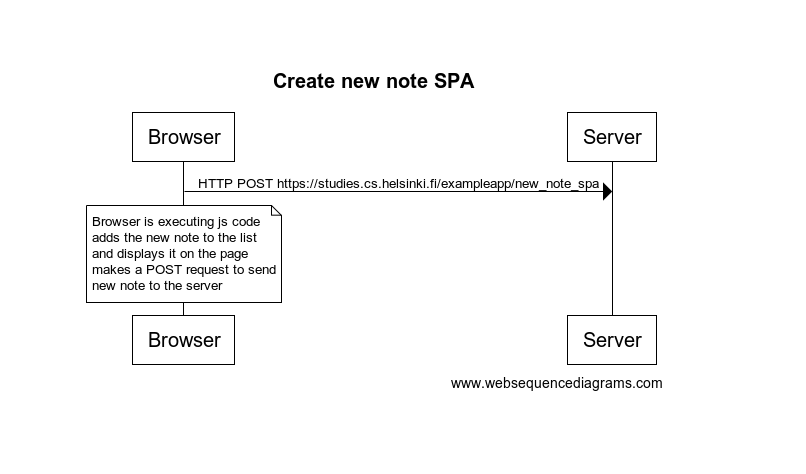 Create new note SPA
Browser
Server
HTTP POST https://studies.cs.helsinki.fi/exampleapp/new_note_spa
Browser is executing js code
adds the new note to the list
and displays it on the page
makes a POST request to send
new note to the server
Browser
Server
www.websequencediagrams.com